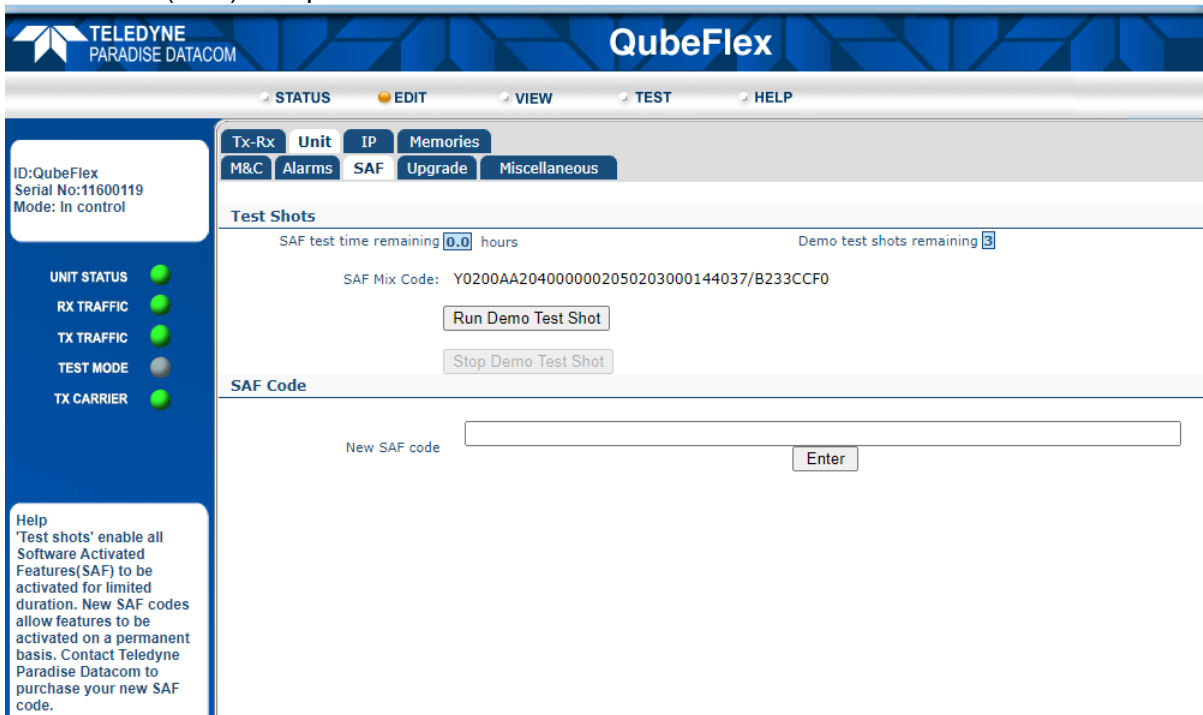 TELEDYNE
PARADISE DATACOM
QubeFlex
STATUS EDIT VIEW TEST HELP
Tx-Rx Unit IP Memories
M&C Alarms SAF Upgrade Miscellaneous
ID:QubeFlex
Serial No:11600119
Mode: In control
UNIT STATUS
RX TRAFFIC
TX TRAFFIC
TEST MODE
TX CARRIER
Test Shots
SAF test time remaining 0.0 hours Demo test shots remaining 3
SAF Mix Code: Y0200AA2040000002050203000144037/B233CCF0
Run Demo Test Shot
Stop Demo Test Shot
SAF Code
New SAF code
Enter
Help
'Test shots' enable all
Software Activated
Features(SAF) to be
activated for limited
duration. New SAF codes
allow features to be
activated on a permanent
basis. Contact Teledyne
Paradise Datacom to
purchase your new SAF
code.